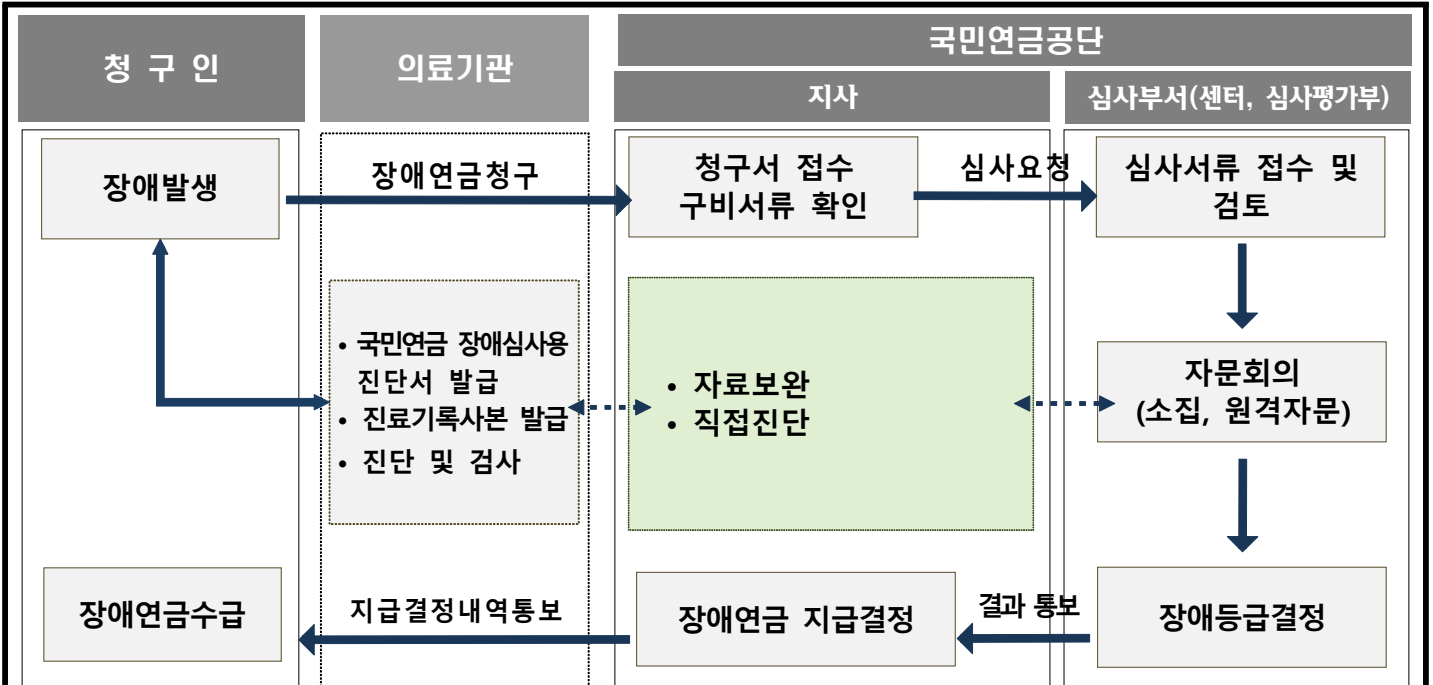 청 구 인
의료기관
국민연금공단
지사
심사부서(센터, 심사평가부)
장애발생
장애연금청구
청구서 접수
구비서류 확인
심사요청
심사서류 접수 및
검토
• 국민연금 장애심사용
진단서 발급
• 진료기록사본 발급
• 진단 및 검사
• 자료보완
• 직접진단
자문회의
(소집, 원격자문)
장애연금수급
지급결정내역통보
장애연금 지급결정
결과 통보
장애등급결정